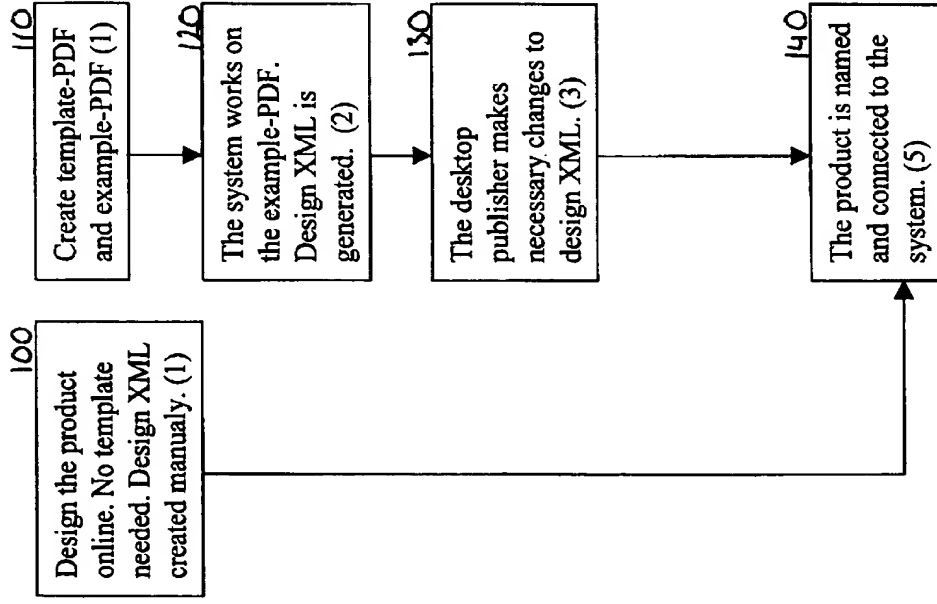 100
Design the product
online. No template
needed. Design XML
created manualy. (1)
110
Create template-PDF
and example-PDF (1)
120
The system works on
the example-PDF.
Design XML is
generated. (2)
130
The desktop
publisher makes
necessary changes to
design XML. (3)
140
The product is named
and connected to the
system. (5)